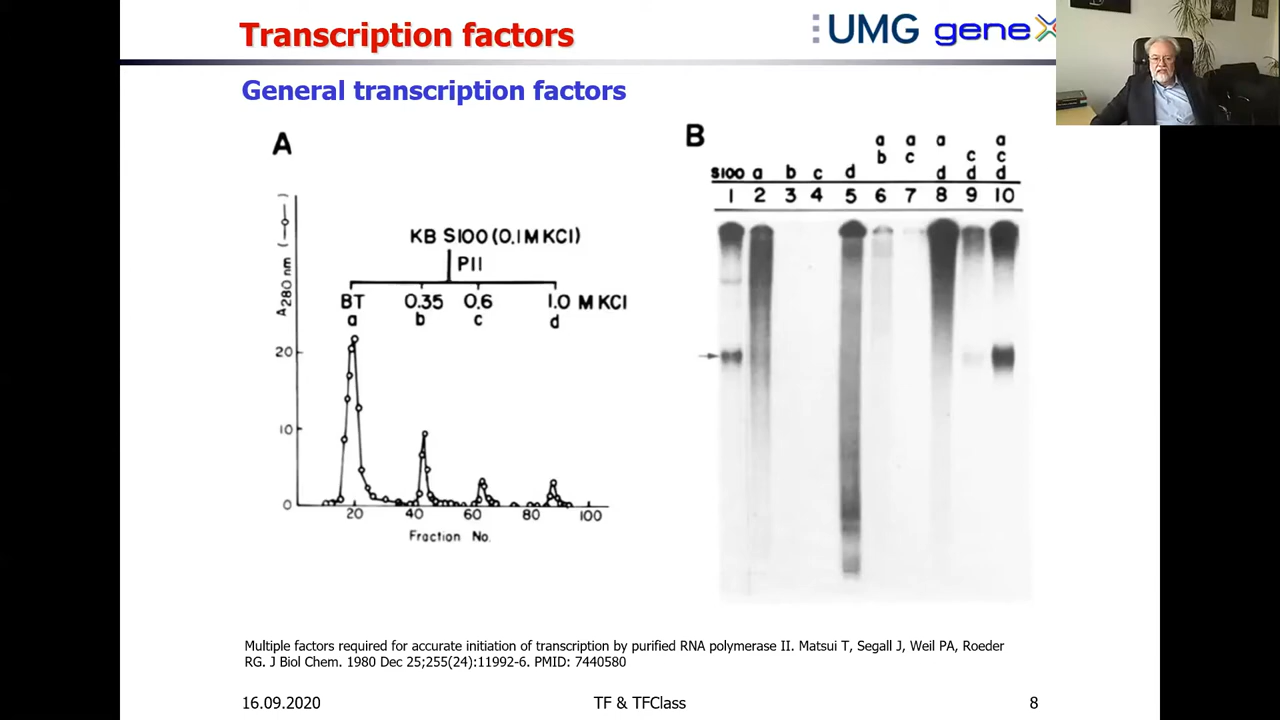 Transcription factors
UMG gene
General transcription factors
A
A280 nm (—o—)
KB S100 (0.1M KCl)
P11
BT 0.35 0.6 1.0 M KCl
a b c d
20
10
0
20 40 60 80 100
Fraction No.
B
a a a a
b c c c
S100 a b c d d d d
1 2 3 4 5 6 7 8 9 10
Multiple factors required for accurate initiation of transcription by purified RNA polymerase II. Matsui T, Segall J, Weil PA, Roeder
RG. J Biol Chem. 1980 Dec 25;255(24):11992-6. PMID: 7440580
16.09.2020 TF & TFClass 8